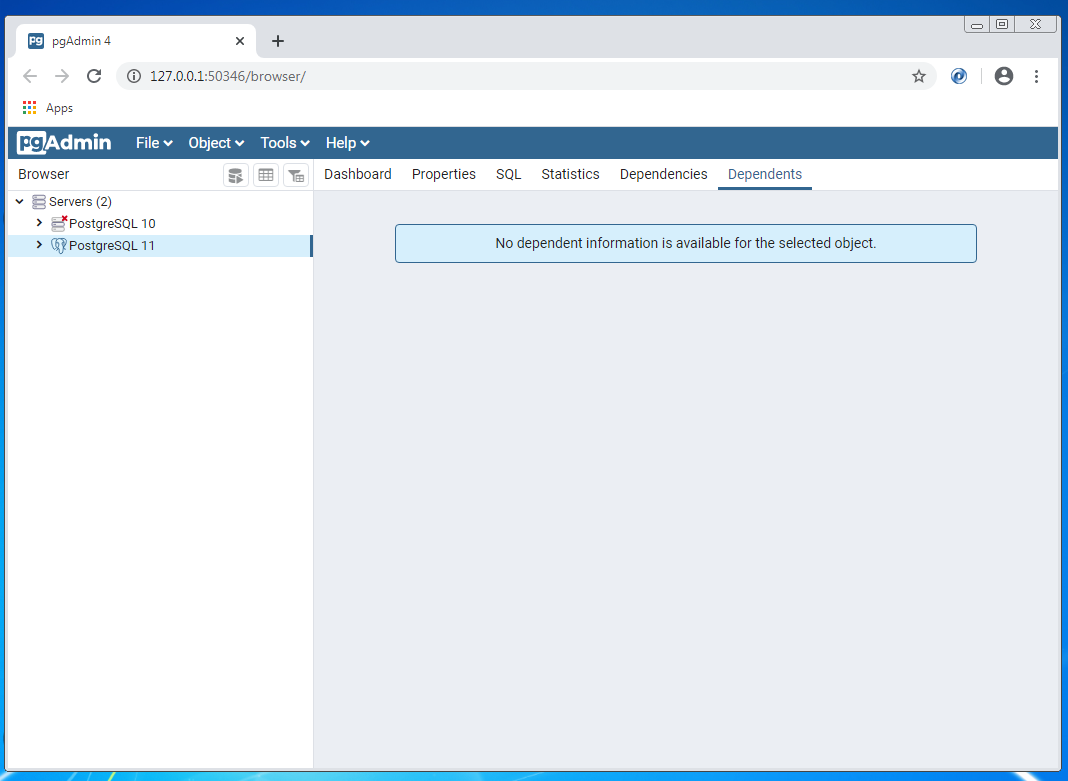 pgAdmin 4
127.0.0.1:50346/browser/
Apps
pgAdmin File Object Tools Help
Browser Dashboard Properties SQL Statistics Dependencies Dependents
Servers (2)
PostgreSQL 10
PostgreSQL 11
No dependent information is available for the selected object.